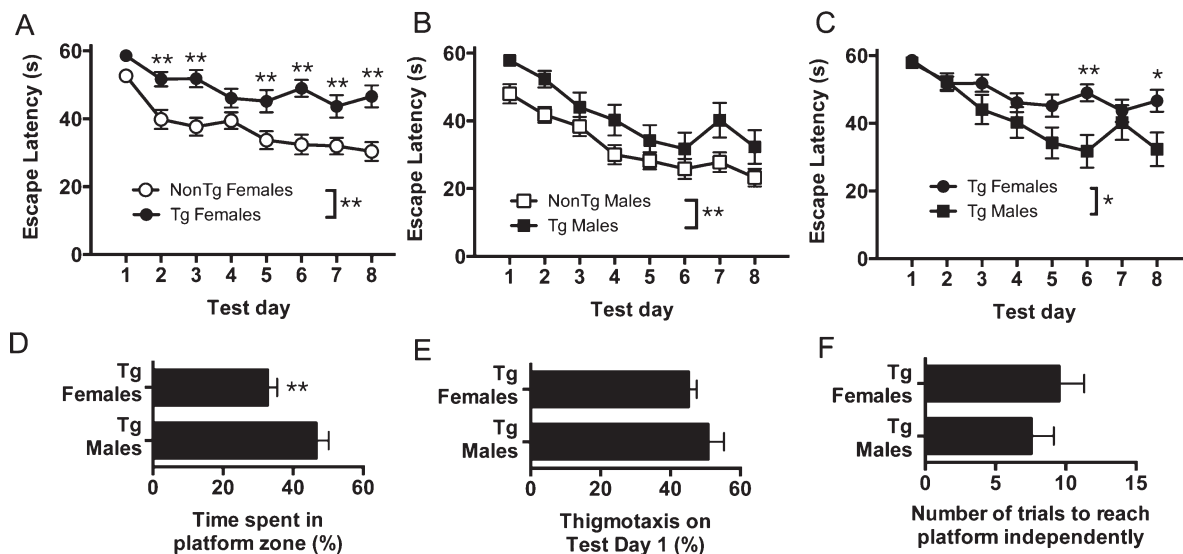 A
Escape Latency (s)
60
40
20
0
** ** ** ** ** **
NonTg Females
Tg Females
**
1 2 3 4 5 6 7 8
Test day
B
Escape Latency (s)
60
40
20
0
NonTg Males
Tg Males
**
1 2 3 4 5 6 7 8
Test day
C
Escape Latency (s)
60
40
20
0
** *
Tg Females
Tg Males
*
1 2 3 4 5 6 7 8
Test day
D
Tg
Females
**
Tg
Males
0 20 40 60
Time spent in
platform zone (%)
E
Tg
Females
Tg
Males
0 20 40 60
Thigmotaxis on
Test Day 1 (%)
F
Tg
Females
Tg
Males
0 5 10 15
Number of trials to reach
platform independently